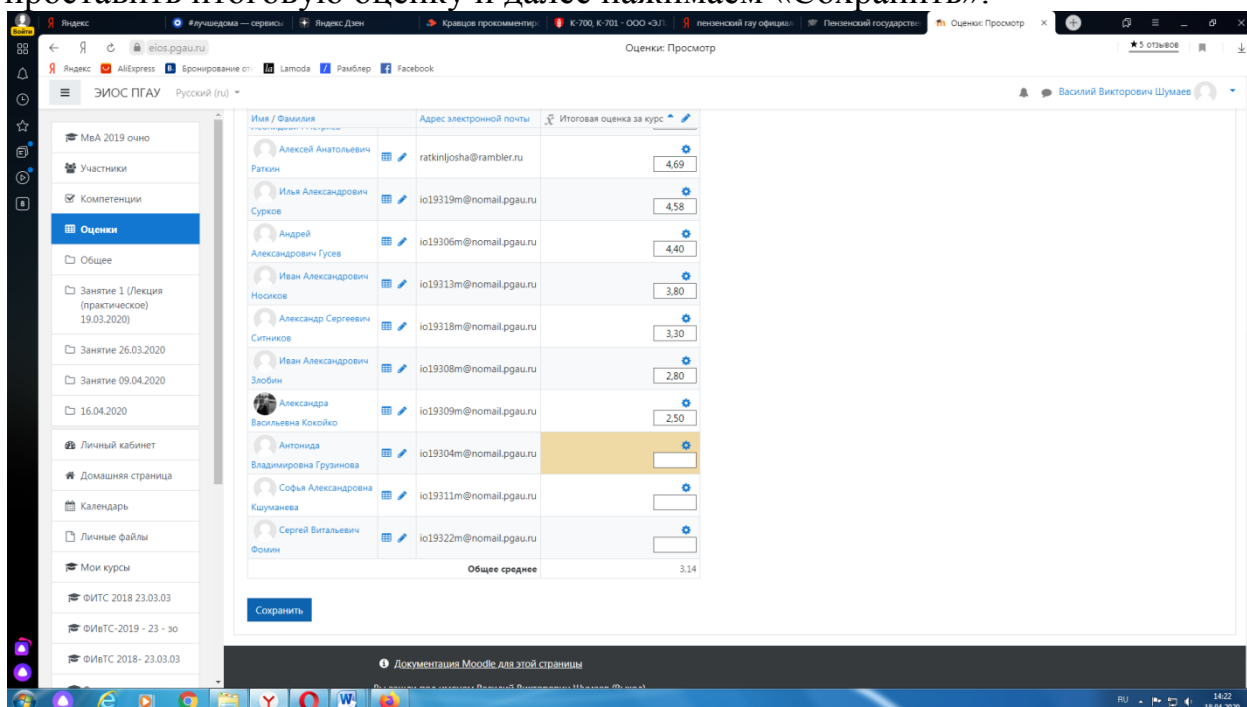 проставить итоговую оценку и далее нажимаем «Сохранить».
Войти
Яндекс
#лучшедома — сервисы
Яндекс.Дзен
Кравцов прокомментир
К-700, К-701 - ООО «ЭЛ
пензенский гау официал
Пензенский государстве
Оценки: Просмотр
eios.pgau.ru
Оценки: Просмотр
★5 отзывов
Яндекс
AliExpress
Бронирование от
Lamoda
Рамблер
Facebook
ЭИОС ПГАУ Русский (ru)
Василий Викторович Шумаев
МвА 2019 очно
Участники
Компетенции
Оценки
Общее
Занятие 1 (Лекция
(практическое)
19.03.2020)
Занятие 26.03.2020
Занятие 09.04.2020
16.04.2020
Личный кабинет
Домашняя страница
Календарь
Личные файлы
Мои курсы
ФИТС 2018 23.03.03
ФИвТС-2019 - 23 - зо
ФИвТС 2018- 23.03.03
Имя / Фамилия Адрес электронной почты Итоговая оценка за курс
Алексей Анатольевич
Раткин ratkinljosha@rambler.ru 4,69
Илья Александрович
Сурков io19319m@nomail.pgau.ru 4,58
Андрей
Александрович Гусев io19306m@nomail.pgau.ru 4,40
Иван Александрович
Носиков io19313m@nomail.pgau.ru 3,80
Александр Сергеевич
Ситников io19318m@nomail.pgau.ru 3,30
Иван Александрович
Злобин io19308m@nomail.pgau.ru 2,80
Александра
Васильевна Кокойко io19309m@nomail.pgau.ru 2,50
Антонида
Владимировна Грузинова io19304m@nomail.pgau.ru
Софья Александровна
Кшуманева io19311m@nomail.pgau.ru
Сергей Витальевич
Фомин io19322m@nomail.pgau.ru
Общее среднее 3,14
Сохранить
Документация Moodle для этой страницы
RU
14:22